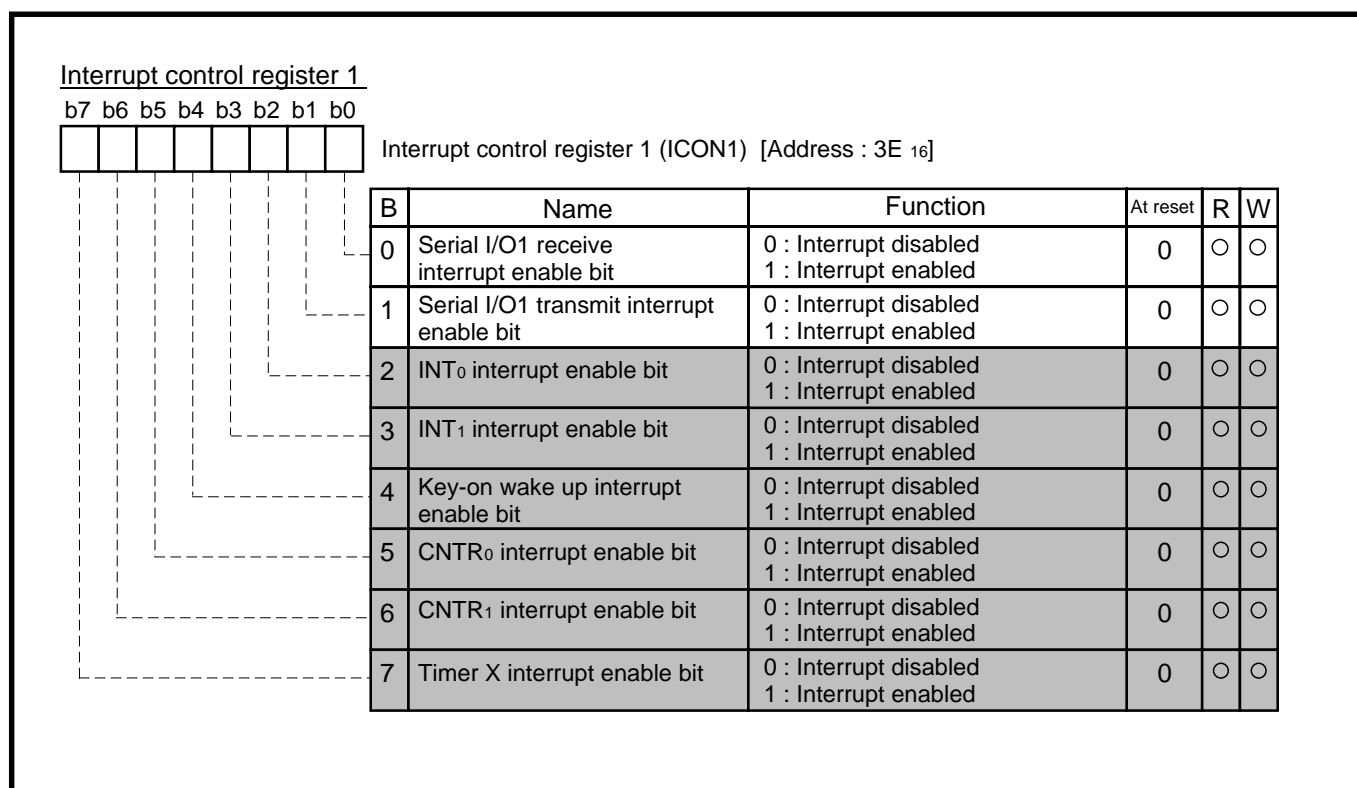 Interrupt control register 1
b7 b6 b5 b4 b3 b2 b1 b0
Interrupt control register 1 (ICON1) [Address : 3E 16]
B Name Function At reset R W
0 Serial I/O1 receive interrupt enable bit 0 : Interrupt disabled 1 : Interrupt enabled 0 ○ ○
1 Serial I/O1 transmit interrupt enable bit 0 : Interrupt disabled 1 : Interrupt enabled 0 ○ ○
2 INT0 interrupt enable bit 0 : Interrupt disabled 1 : Interrupt enabled 0 ○ ○
3 INT1 interrupt enable bit 0 : Interrupt disabled 1 : Interrupt enabled 0 ○ ○
4 Key-on wake up interrupt enable bit 0 : Interrupt disabled 1 : Interrupt enabled 0 ○ ○
5 CNTR0 interrupt enable bit 0 : Interrupt disabled 1 : Interrupt enabled 0 ○ ○
6 CNTR1 interrupt enable bit 0 : Interrupt disabled 1 : Interrupt enabled 0 ○ ○
7 Timer X interrupt enable bit 0 : Interrupt disabled 1 : Interrupt enabled 0 ○ ○